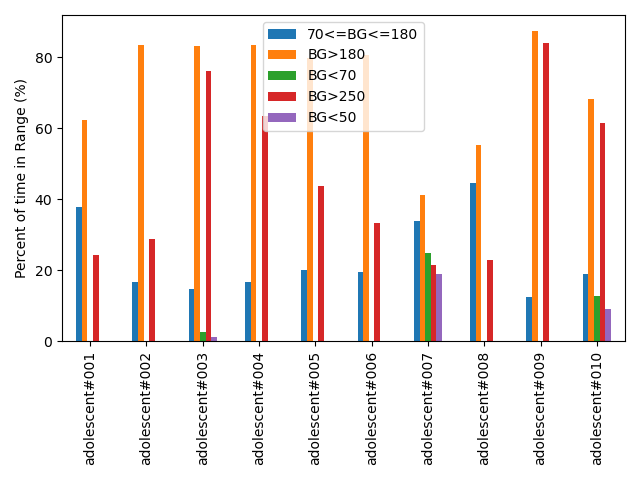 70<=BG<=180
BG>180
BG<70
BG>250
BG<50
Percent of time in Range (%)
80
60
40
20
0
adolescent#001
adolescent#002
adolescent#003
adolescent#004
adolescent#005
adolescent#006
adolescent#007
adolescent#008
adolescent#009
adolescent#010